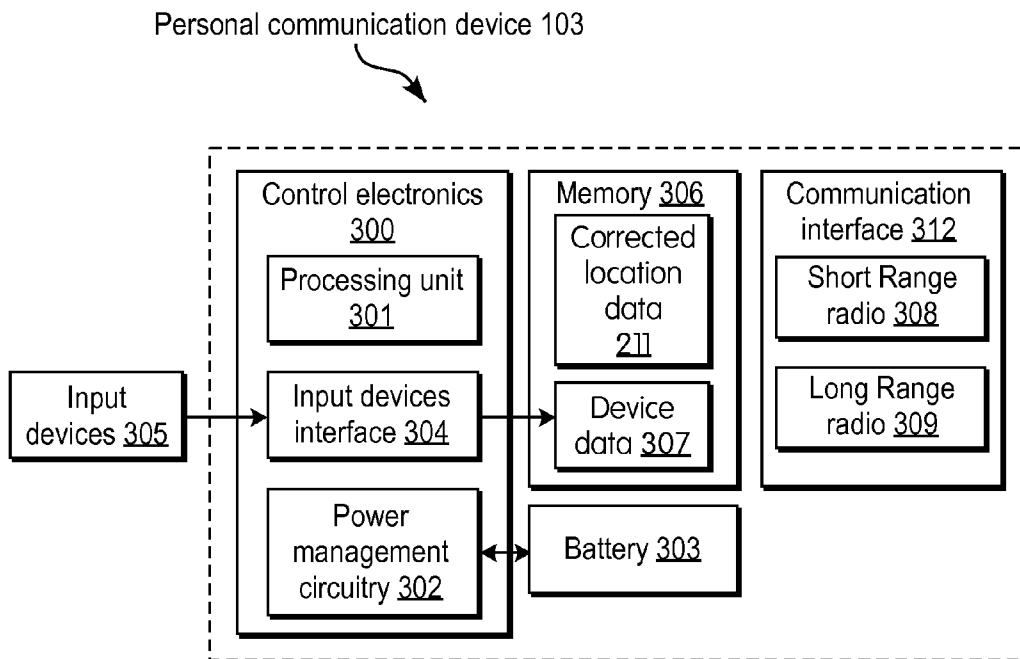 Personal communication device 103
Control electronics
300
Processing unit
301
Input devices
interface 304
Power
management
circuitry 302
Input
devices 305
Memory 306
Corrected
location
data
211
Device
data 307
Battery 303
Communication
interface 312
Short Range
radio 308
Long Range
radio 309